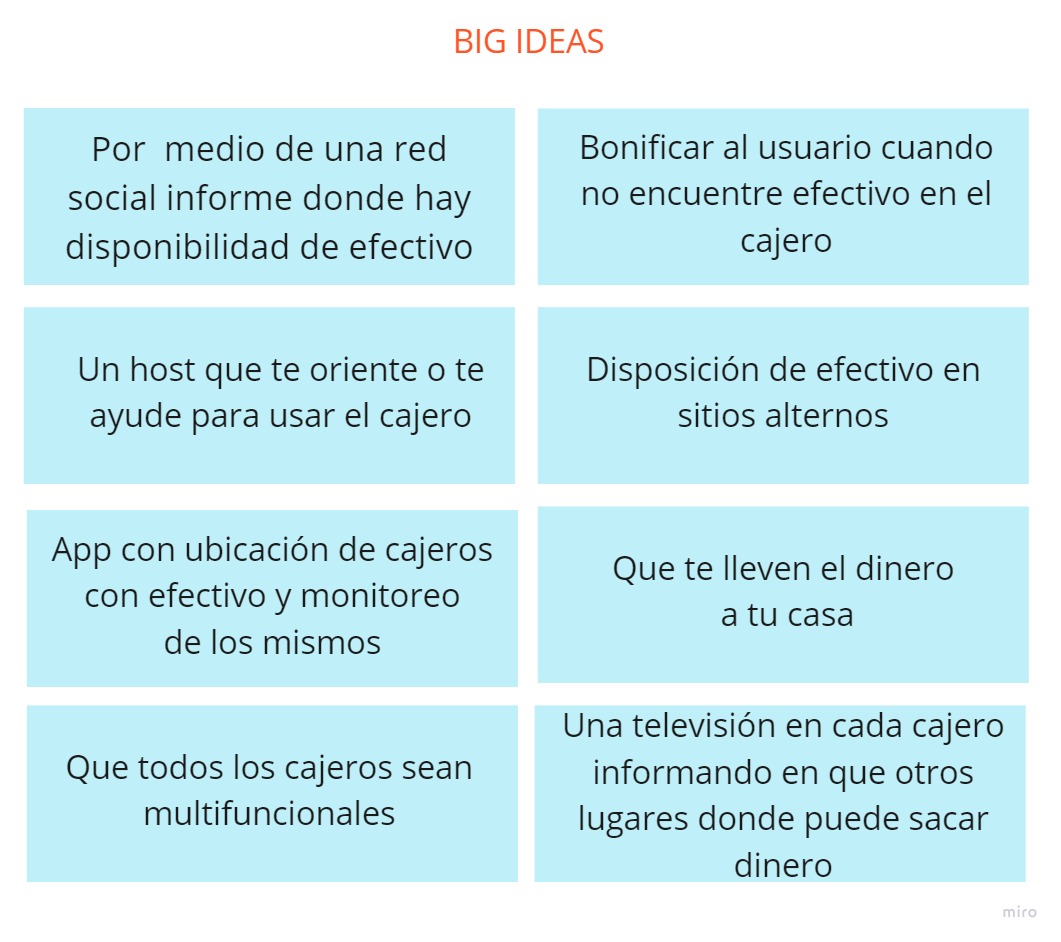 BIG IDEAS
Por  medio de una red
social informe donde hay
disponibilidad de efectivo
Bonificar al usuario cuando
no encuentre efectivo en el
cajero
Un host que te oriente o te
ayude para usar el cajero
Disposición de efectivo en
sitios alternos
App con ubicación de cajeros
con efectivo y monitoreo
de los mismos
Que te lleven el dinero
a tu casa
Que todos los cajeros sean
multifuncionales
Una televisión en cada cajero
informando en que otros
lugares donde puede sacar
dinero
miro